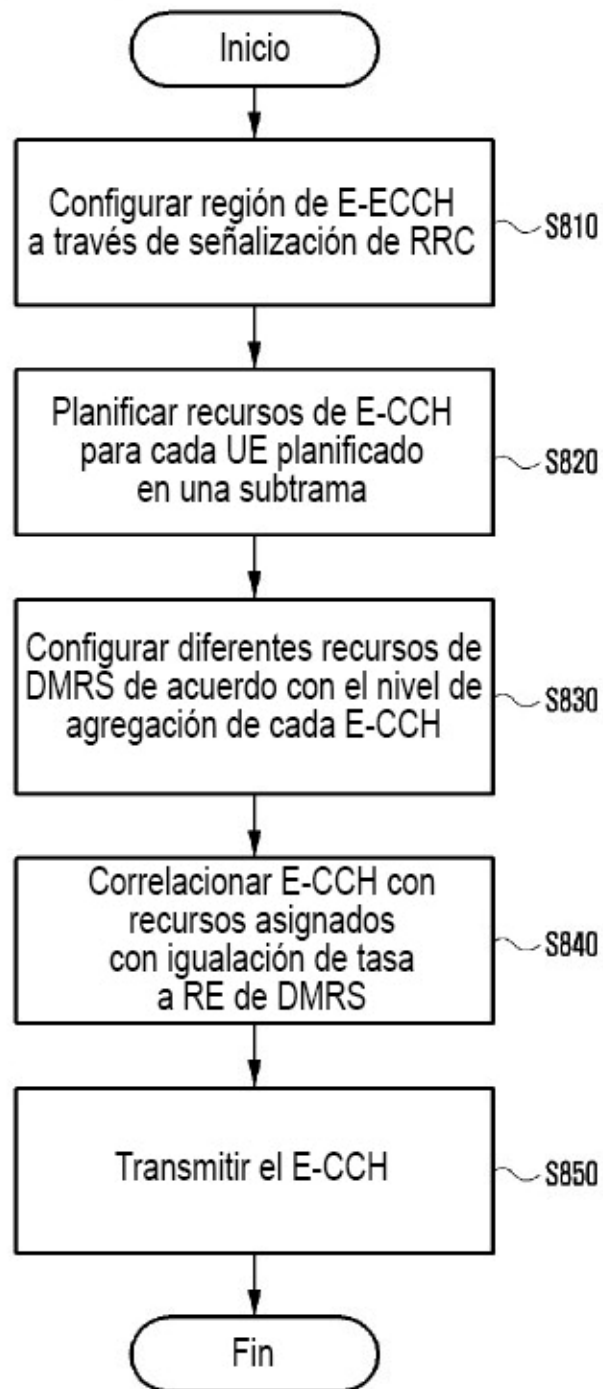 Inicio
Configurar región de E-ECCH
a través de señalización de RRC
S810
Planificar recursos de E-CCH
para cada UE planificado
en una subtrama
S820
Configurar diferentes recursos de
DMRS de acuerdo con el nivel de
agregación de cada E-CCH
S830
Correlacionar E-CCH con
recursos asignados
con igualación de tasa
a RE de DMRS
S840
Transmitir el E-CCH
S850
Fin